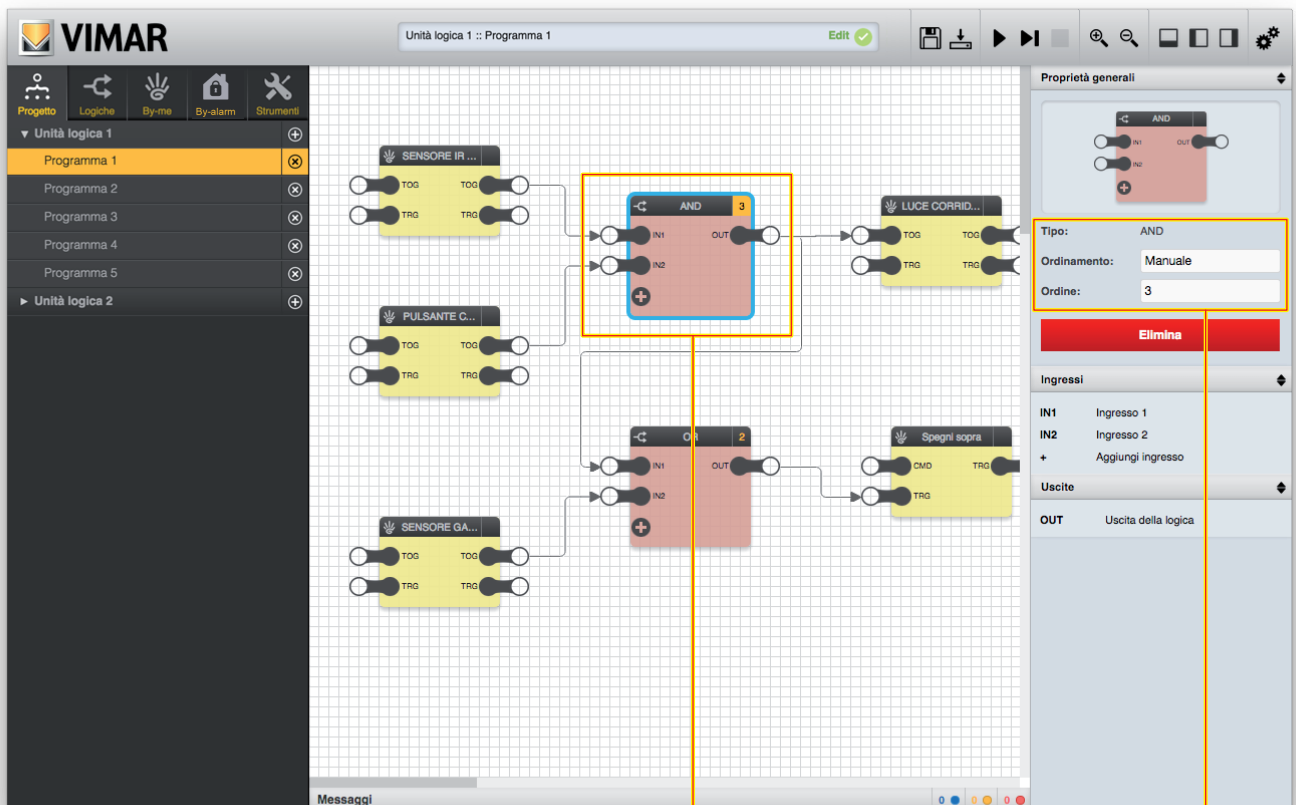 VIMAR
Unità logica 1 :: Programma 1
Edit
Progetto
Logiche
By-me
By-alarm
Strumenti
▼ Unità logica 1
Programma 1
Programma 2
Programma 3
Programma 4
Programma 5
► Unità logica 2
SENSORE IR ...
TOG TOG
TRG TRG
PULSANTE C...
TOG TOG
TRG TRG
SENSORE GA...
TOG TOG
TRG TRG
AND 3
IN1 OUT
IN2
OR 2
IN1 OUT
IN2
LUCE CORRID...
TOG TOG
TRG TRG
Spegni sopra
CMD TRG
TRG
Messaggi
0 0 0
Proprietà generali
AND
IN1 OUT
IN2
Tipo: AND
Ordinamento: Manuale
Ordine: 3
Elimina
Ingressi
IN1 Ingresso 1
IN2 Ingresso 2
+ Aggiungi ingresso
Uscite
OUT Uscita della logica